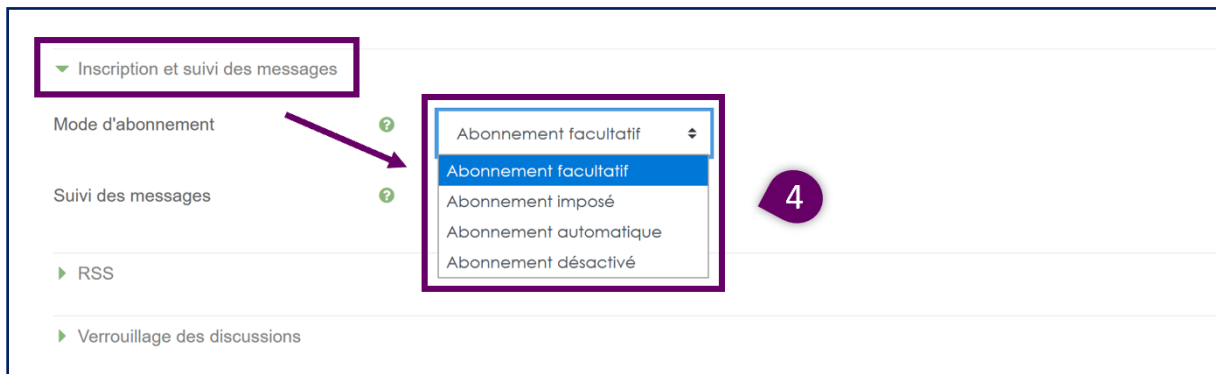 Inscription et suivi des messages
Mode d'abonnement
Abonnement facultatif
Abonnement facultatif
Abonnement imposé
Abonnement automatique
Abonnement désactivé
4
Suivi des messages
RSS
Verrouillage des discussions